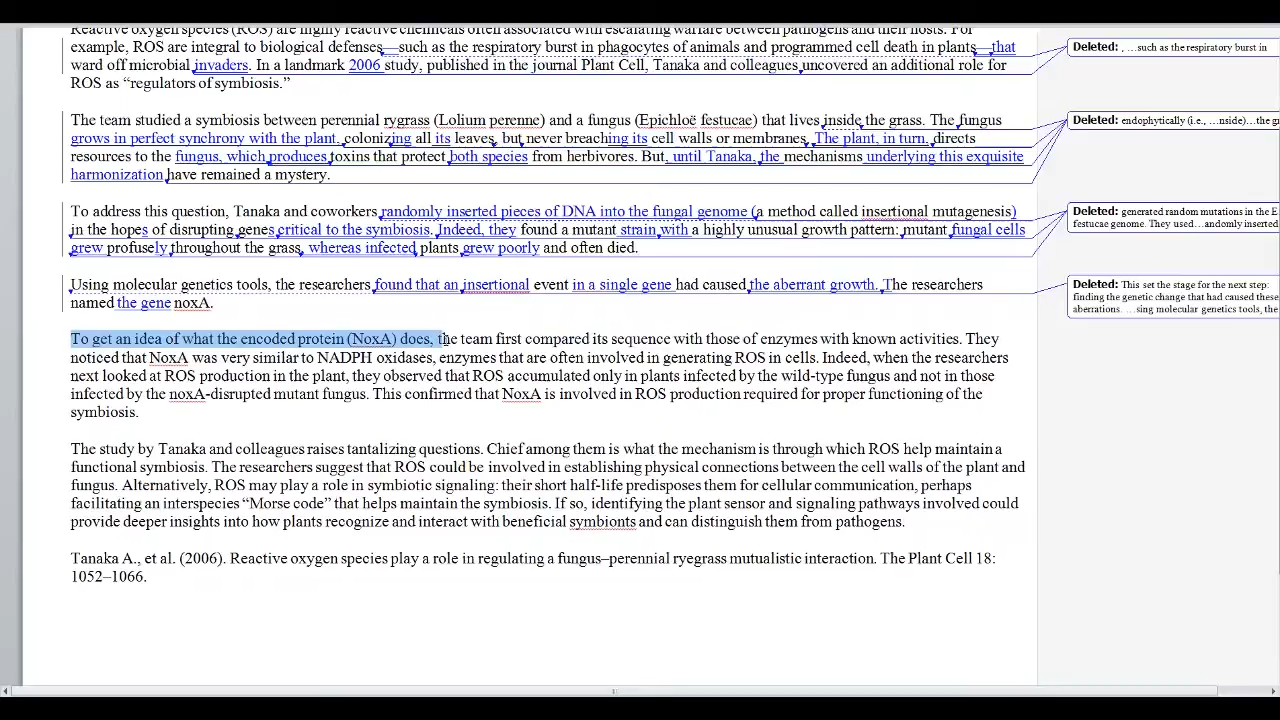 Reactive oxygen species (ROS) are highly reactive chemicals often associated with escalating warfare between pathogens and their hosts. For
example, ROS are integral to biological defenses—such as the respiratory burst in phagocytes of animals and programmed cell death in plants—that
ward off microbial invaders. In a landmark 2006 study, published in the journal Plant Cell, Tanaka and colleagues uncovered an additional role for
ROS as “regulators of symbiosis.”
The team studied a symbiosis between perennial rygrass (Lolium perenne) and a fungus (Epichloë festucae) that lives inside the grass. The fungus
grows in perfect synchrony with the plant, colonizing all its leaves, but never breaching its cell walls or membranes. The plant, in turn, directs
resources to the fungus, which produces toxins that protect both species from herbivores. But, until Tanaka, the mechanisms underlying this exquisite
harmonization have remained a mystery.
To address this question, Tanaka and coworkers randomly inserted pieces of DNA into the fungal genome (a method called insertional mutagenesis)
in the hopes of disrupting genes critical to the symbiosis. Indeed, they found a mutant strain with a highly unusual growth pattern: mutant fungal cells
grew profusely throughout the grass, whereas infected plants grew poorly and often died.
Using molecular genetics tools, the researchers found that an insertional event in a single gene had caused the aberrant growth. The researchers
named the gene noxA.
To get an idea of what the encoded protein (NoxA) does, the team first compared its sequence with those of enzymes with known activities. They
noticed that NoxA was very similar to NADPH oxidases, enzymes that are often involved in generating ROS in cells. Indeed, when the researchers
next looked at ROS production in the plant, they observed that ROS accumulated only in plants infected by the wild-type fungus and not in those
infected by the noxA-disrupted mutant fungus. This confirmed that NoxA is involved in ROS production required for proper functioning of the
symbiosis.
The study by Tanaka and colleagues raises tantalizing questions. Chief among them is what the mechanism is through which ROS help maintain a
functional symbiosis. The researchers suggest that ROS could be involved in establishing physical connections between the cell walls of the plant and
fungus. Alternatively, ROS may play a role in symbiotic signaling: their short half-life predisposes them for cellular communication, perhaps
facilitating an interspecies “Morse code” that helps maintain the symbiosis. If so, identifying the plant sensor and signaling pathways involved could
provide deeper insights into how plants recognize and interact with beneficial symbionts and can distinguish them from pathogens.
Tanaka A., et al. (2006). Reactive oxygen species play a role in regulating a fungus–perennial ryegrass mutualistic interaction. The Plant Cell 18:
1052–1066.
Deleted: , …such as the respiratory burst in
Deleted: endophytically (i.e., …nside)…the
Deleted: generated random mutations in the E
festucae genome. They used…andomly inserted
Deleted: This set the stage for the next step:
finding the genetic change that had caused these
aberrations. …sing molecular genetics tools, the